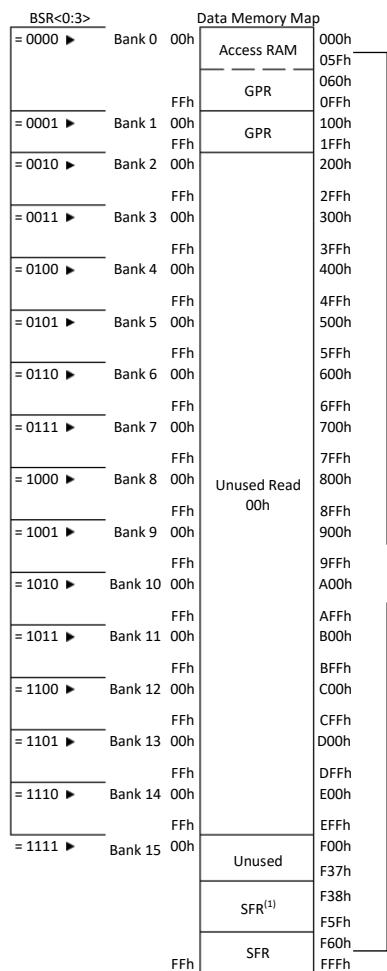 BSR<0:3> Data Memory Map
= 0000 ► Bank 0 00h 000h
Access RAM
05Fh
060h
GPR
FFh 0FFh
= 0001 ► Bank 1 00h 100h
GPR
FFh 1FFh
= 0010 ► Bank 2 00h 200h
FFh 2FFh
= 0011 ► Bank 3 00h 300h
FFh 3FFh
= 0100 ► Bank 4 00h 400h
FFh 4FFh
= 0101 ► Bank 5 00h 500h
FFh 5FFh
= 0110 ► Bank 6 00h 600h
FFh 6FFh
= 0111 ► Bank 7 00h 700h
FFh 7FFh
= 1000 ► Bank 8 00h Unused Read 800h
00h
FFh 8FFh
= 1001 ► Bank 9 00h 900h
FFh 9FFh
= 1010 ► Bank 10 00h A00h
FFh AFFh
= 1011 ► Bank 11 00h B00h
FFh BFFh
= 1100 ► Bank 12 00h C00h
FFh CFFh
= 1101 ► Bank 13 00h D00h
FFh DFFh
= 1110 ► Bank 14 00h E00h
FFh EFFh
= 1111 ► Bank 15 00h F00h
Unused
F37h
F38h
SFR(1)
F5Fh
F60h
SFR
FFh FFFh